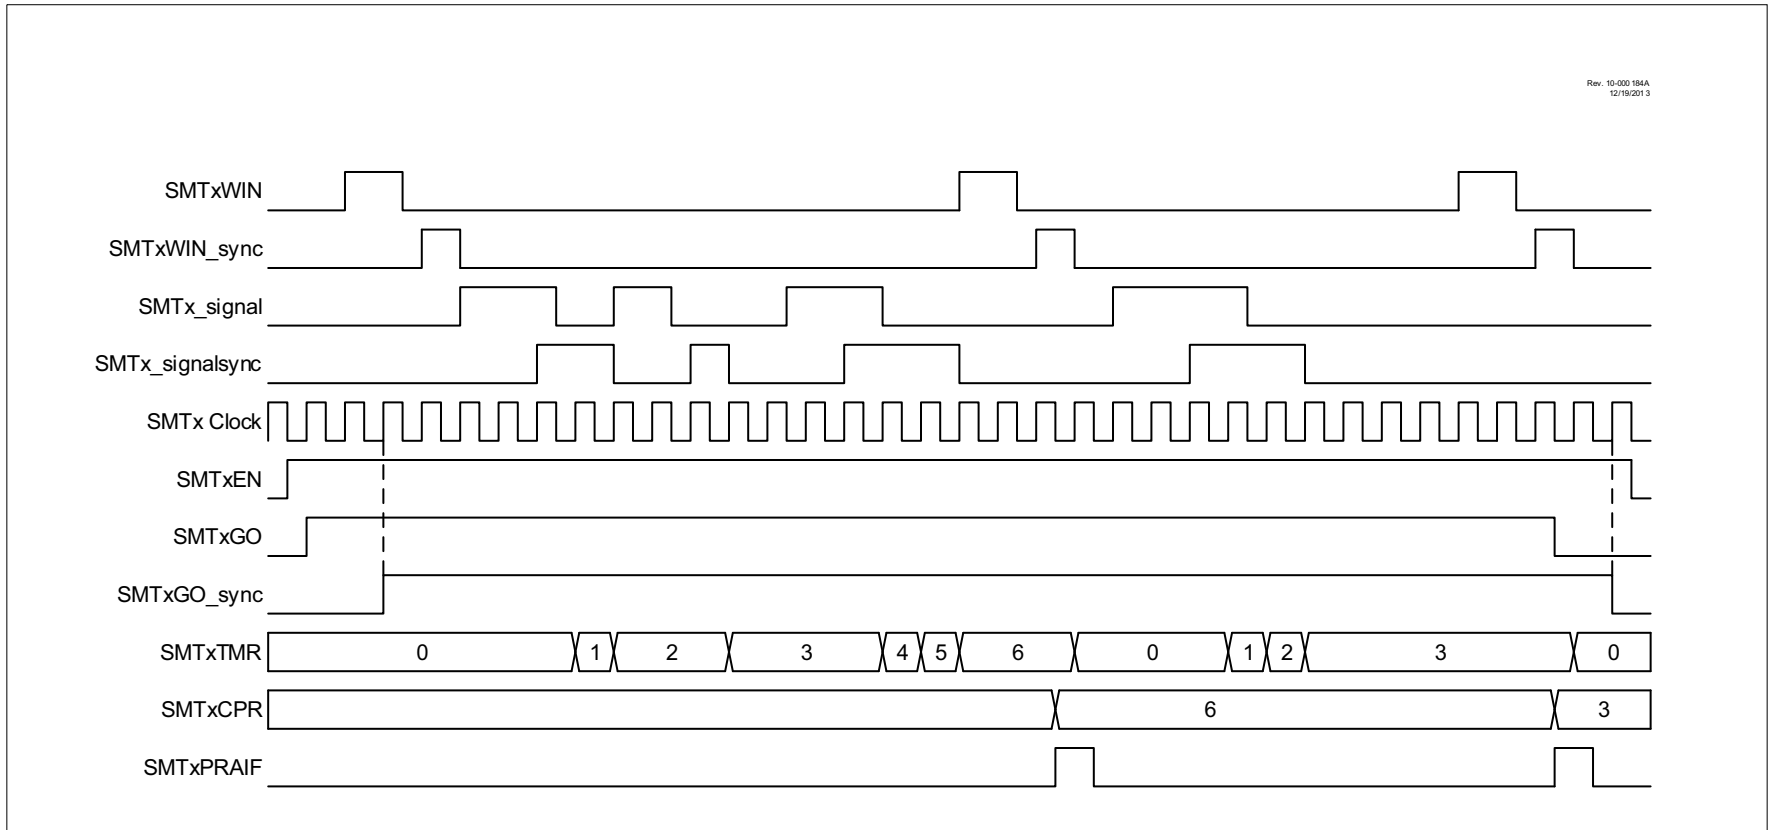 Rev. 10-000 184A
12/19/201 3
SMTxWIN
SMTxWIN_sync
SMTx_signal
SMTx_signalsync
SMTx Clock
SMTxEN
SMTxGO
SMTxGO_sync
SMTxTMR 0 1 2 3 4 5 6 0 1 2 3 0
SMTxCPR 6 3
SMTxPRAIF